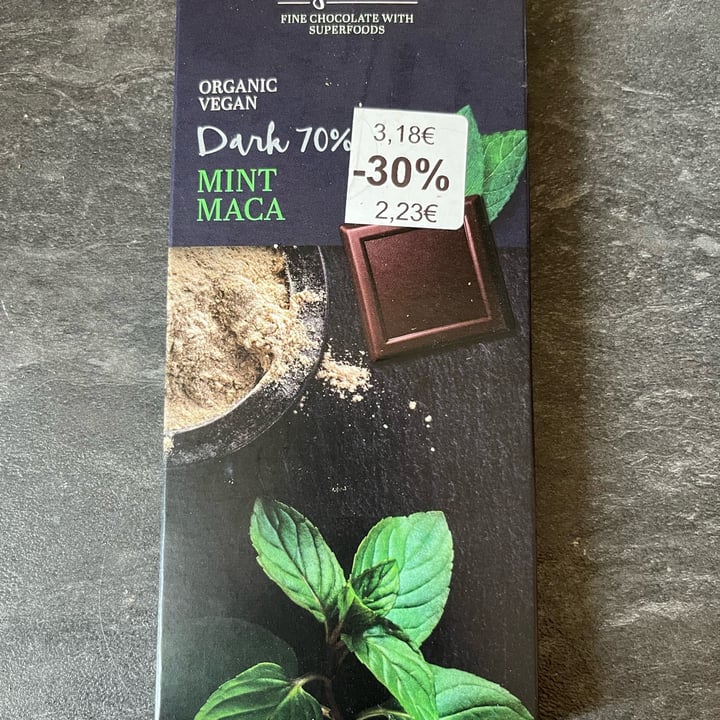 FINE CHOCOLATE WITH
SUPERFOODS
ORGANIC
VEGAN
Dark 70%
MINT
MACA
3,18€
-30%
2,23€